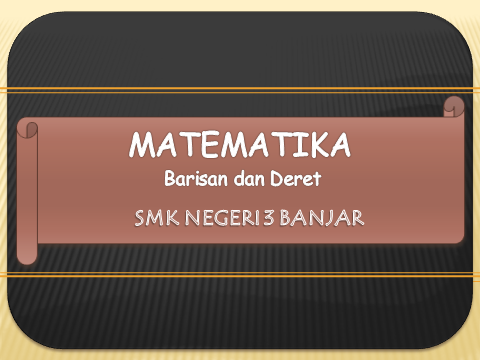 MATEMATIKA
Barisan dan Deret
SMK NEGERI 3 BANJAR